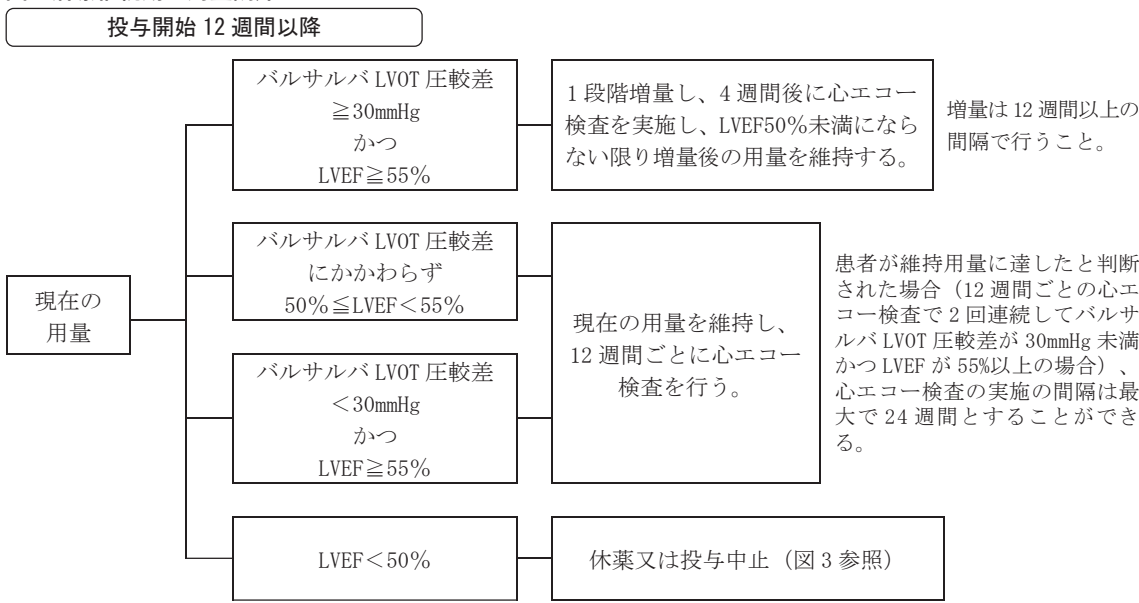 投与開始 12 週間以降
現在の
用量
バルサルバ LVOT 圧較差
≧30mmHg
かつ
LVEF≧55%
1 段階増量し、4 週間後に心エコー
検査を実施し、LVEF50%未満になら
ない限り増量後の用量を維持する。
増量は 12 週間以上の
間隔で行うこと。
バルサルバ LVOT 圧較差
にかかわらず
50%≦LVEF<55%
バルサルバ LVOT 圧較差
<30mmHg
かつ
LVEF≧55%
現在の用量を維持し、
12 週間ごとに心エコー
検査を行う。
患者が維持用量に達したと判断
された場合(12 週間ごとの心エ
コー検査で 2 回連続してバルサ
ルバ LVOT 圧較差が 30mmHg 未満
かつ LVEF が 55%以上の場合)、
心エコー検査の実施の間隔は最
大で 24 週間とすることができ
る。
LVEF<50%
休薬又は投与中止(図 3 参照)